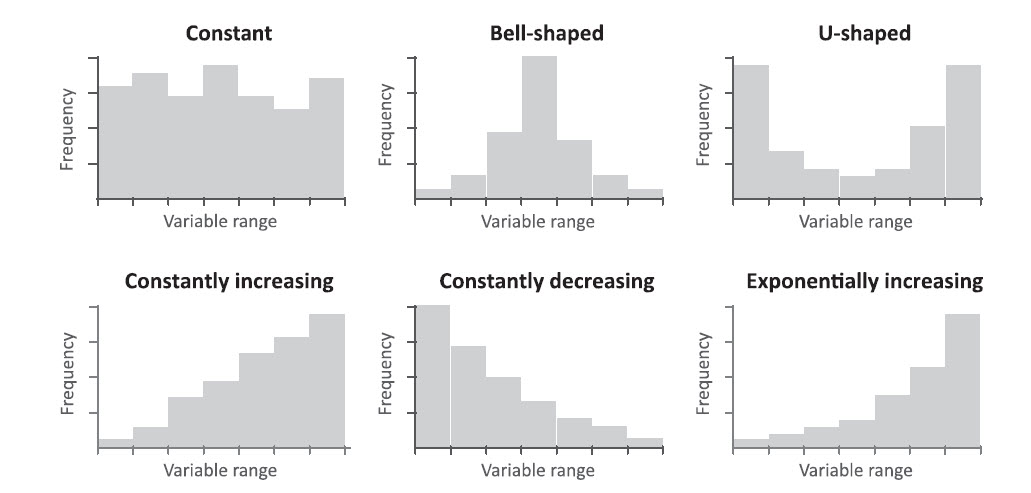 Constant
Frequency
Variable range
Bell-shaped
Frequency
Variable range
U-shaped
Frequency
Variable range
Constantly increasing
Frequency
Variable range
Constantly decreasing
Frequency
Variable range
Exponentially increasing
Frequency
Variable range